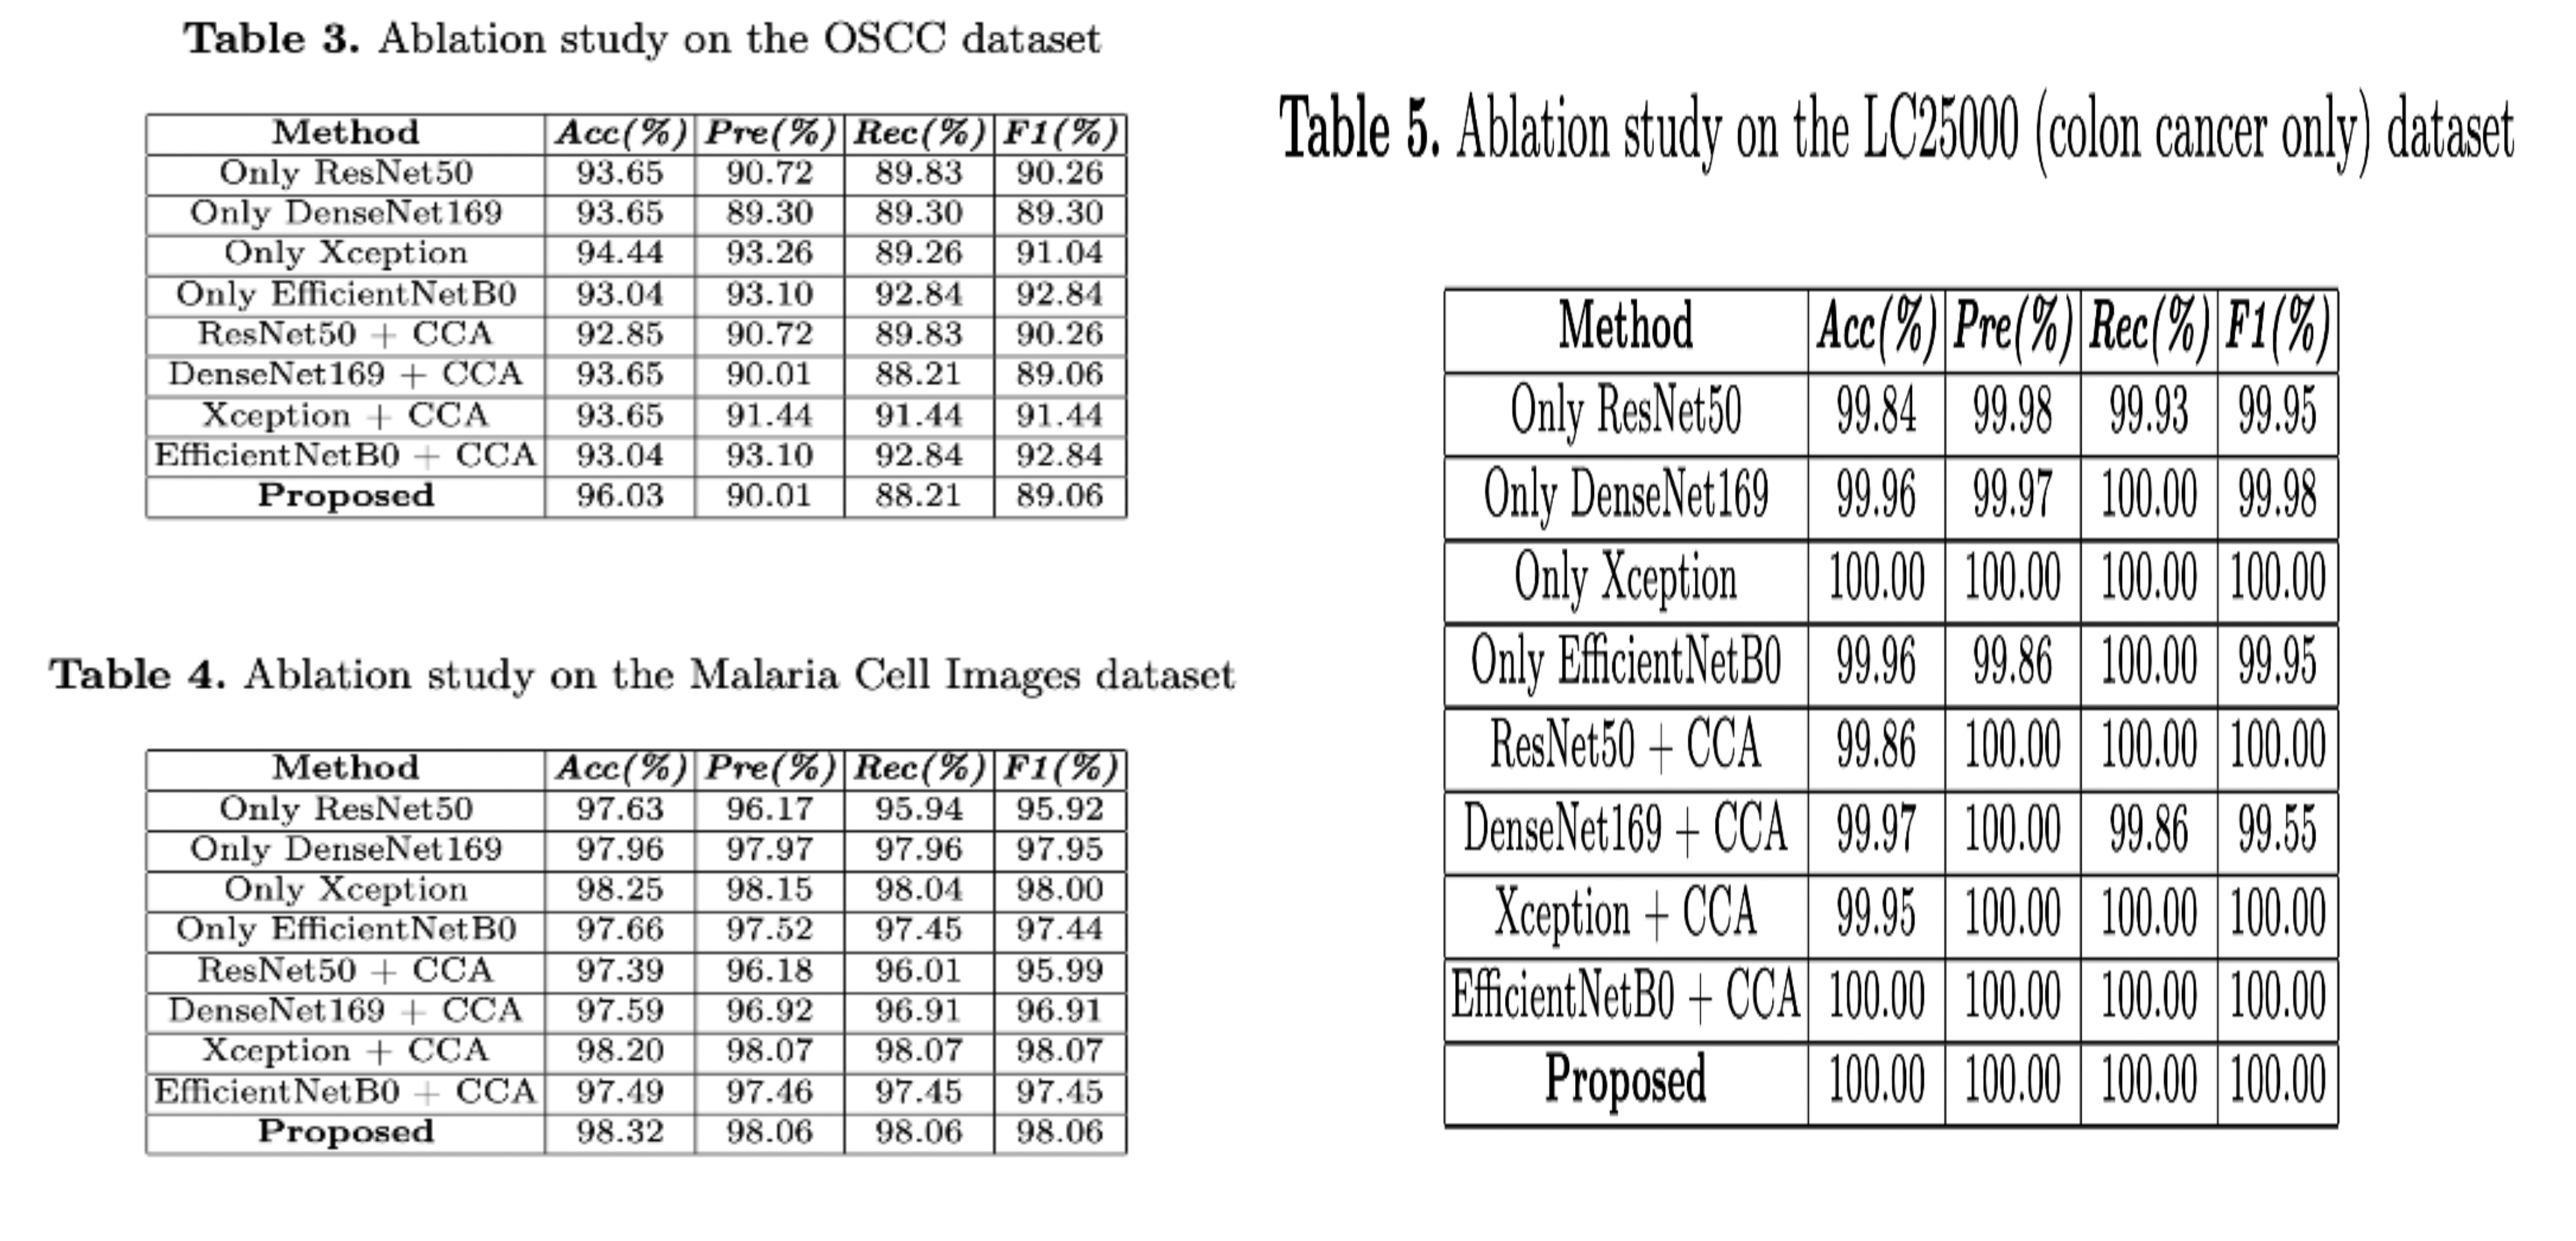 Table 3. Ablation study on the OSCC dataset
Method Acc(%) Pre(%) Rec(%) F1(%)
Only ResNet50 93.65 90.72 89.83 90.26
Only DenseNet169 93.65 89.30 89.30 89.30
Only Xception 94.44 93.26 89.26 91.04
Only EfficientNetB0 93.04 93.10 92.84 92.84
ResNet50 + CCA 92.85 90.72 89.83 90.26
DenseNet169 + CCA 93.65 90.01 88.21 89.06
Xception + CCA 93.65 91.44 91.44 91.44
EfficientNetB0 + CCA 93.04 93.10 92.84 92.84
Proposed 96.03 90.01 88.21 89.06
Table 4. Ablation study on the Malaria Cell Images dataset
Method Acc(%) Pre(%) Rec(%) F1(%)
Only ResNet50 97.63 96.17 95.94 95.92
Only DenseNet169 97.96 97.97 97.96 97.95
Only Xception 98.25 98.15 98.04 98.00
Only EfficientNetB0 97.66 97.52 97.45 97.44
ResNet50 + CCA 97.39 96.18 96.01 95.99
DenseNet169 + CCA 97.59 96.92 96.91 96.91
Xception + CCA 98.20 98.07 98.07 98.07
EfficientNetB0 + CCA 97.49 97.46 97.45 97.45
Proposed 98.32 98.06 98.06 98.06
Table 5. Ablation study on the LC25000 (colon cancer only) dataset
Method Acc(%) Pre(%) Rec(%) F1(%)
Only ResNet50 99.84 99.98 99.93 99.95
Only DenseNet169 99.96 99.97 100.00 99.98
Only Xception 100.00 100.00 100.00 100.00
Only EfficientNetB0 99.96 99.86 100.00 99.95
ResNet50 + CCA 99.86 100.00 100.00 100.00
DenseNet169 + CCA 99.97 100.00 99.86 99.55
Xception + CCA 99.95 100.00 100.00 100.00
EfficientNetB0 + CCA 100.00 100.00 100.00 100.00
Proposed 100.00 100.00 100.00 100.00